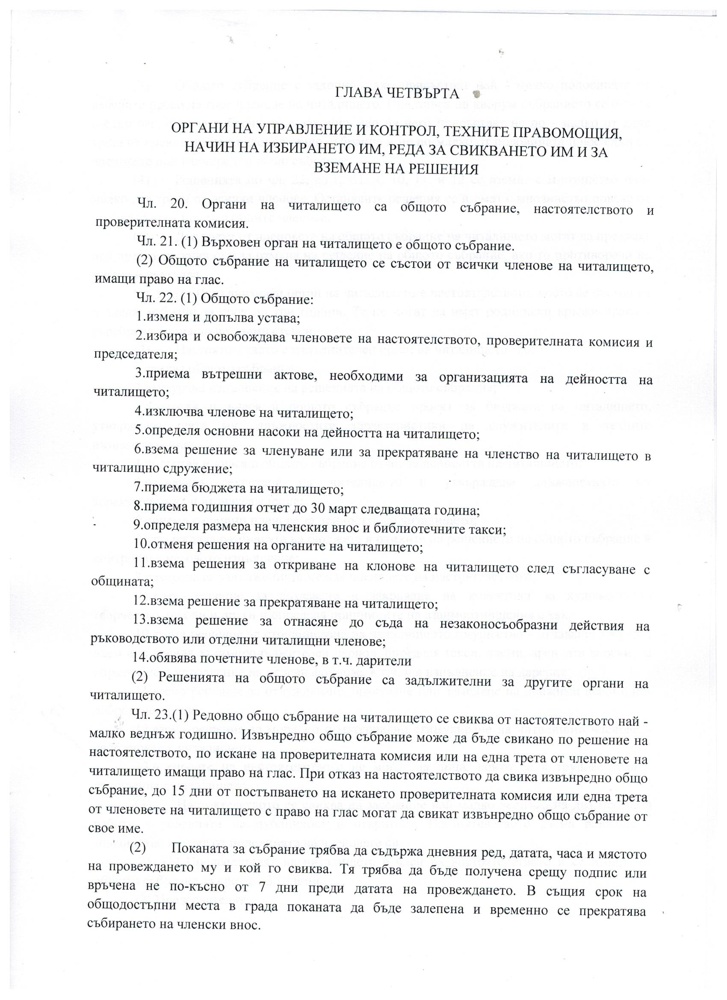 ГЛАВА ЧЕТВЪРТА
ОРГАНИ НА УПРАВЛЕНИЕ И КОНТРОЛ, ТЕХНИТЕ ПРАВОМОЩИЯ,
НАЧИН НА ИЗБИРАНЕТО ИМ, РЕДА ЗА СВИКВАНЕТО ИМ И ЗА
ВЗЕМАНЕ НА РЕШЕНИЯ
Чл. 20. Органи на читалището са общото събрание, настоятелството и
проверителната комисия.
Чл. 21. (1) Върховен орган на читалището е общото събрание.
(2) Общото събрание на читалището се състои от всички членове на читалището,
имащи право на глас.
Чл. 22. (1) Общото събрание:
1.изменя и допълва устава;
2.избира и освобождава членовете на настоятелството, проверителната комисия и
председателя;
3.приема вътрешни актове, необходими за организацията на дейността на
читалището;
4.изключва членове на читалището;
5.определя основни насоки на дейността на читалището;
6.взема решение за членуване или за прекратяване на членство на читалището в
читалищно сдружение;
7.приема бюджета на читалището;
8.приема годишния отчет до 30 март следващата година;
9.определя размера на членския внос и библиотечните такси;
10.отменя решения на органите на читалището;
11.взема решения за откриване на клонове на читалището след съгласуване с
общината;
12.взема решение за прекратяване на читалището;
13.взема решение за отнасяне до съда на незаконосъобразни действия на
ръководството или отделни читалищни членове;
14.обявява почетните членове, в т.ч. дарители
(2) Решенията на общото събрание са задължителни за другите органи на
читалището.
Чл. 23.(1) Редовно общо събрание на читалището се свиква от настоятелството най -
малко веднъж годишно. Извънредно общо събрание може да бъде свикано по решение на
настоятелството, по искане на проверителната комисия или на една трета от членовете на
читалището имащи право на глас. При отказ на настоятелството да свика извънредно общо
събрание, до 15 дни от постъпването на искането проверителната комисия или една трета
от членовете на читалището с право на глас могат да свикат извънредно общо събрание от
свое име.
(2) Поканата за събрание трябва да съдържа дневния ред, датата, часа и мястото
на провеждането му и кой го свиква. Тя трябва да бъде получена срещу подпис или
връчена не по-късно от 7 дни преди датата на провеждането. В същия срок на
общодостъпни места в града поканата да бъде залепена и временно се прекратява
събирането на членски внос.